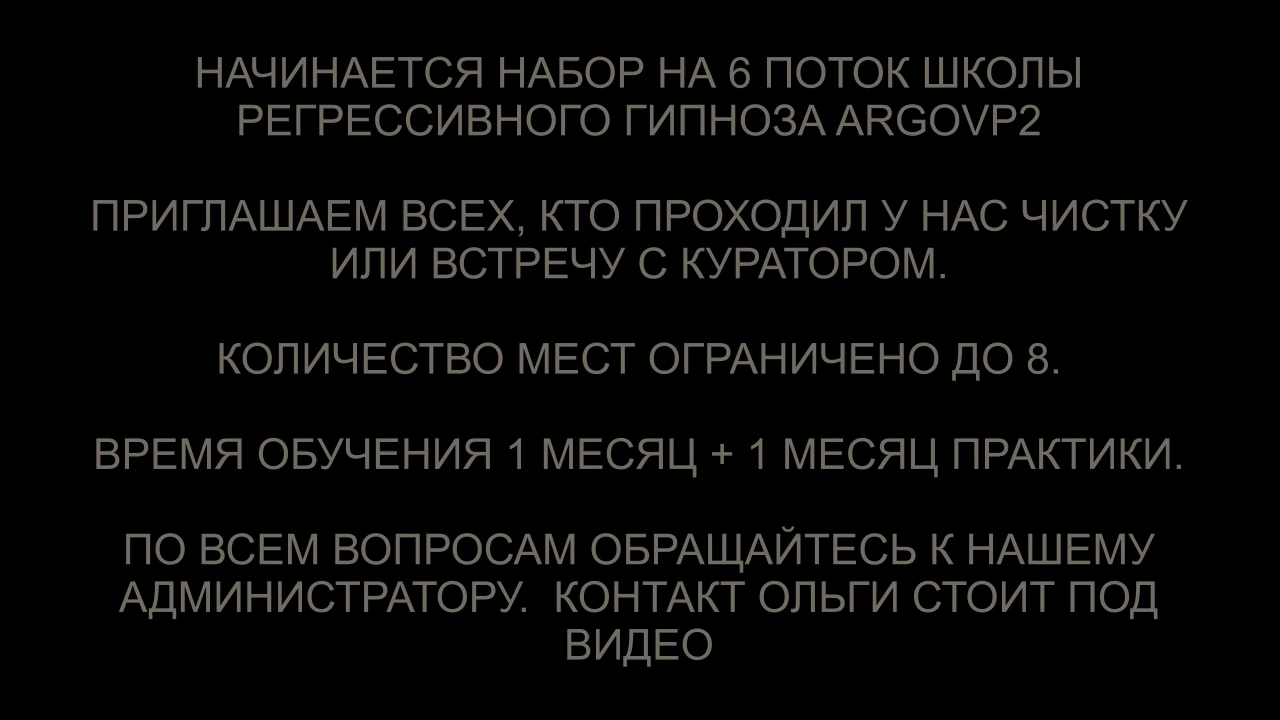 НАЧИНАЕТСЯ НАБОР НА 6 ПОТОК ШКОЛЫ
РЕГРЕССИВНОГО ГИПНОЗА ARGOVP2
ПРИГЛАШАЕМ ВСЕХ, КТО ПРОХОДИЛ У НАС ЧИСТКУ
ИЛИ ВСТРЕЧУ С КУРАТОРОМ.
КОЛИЧЕСТВО МЕСТ ОГРАНИЧЕНО ДО 8.
ВРЕМЯ ОБУЧЕНИЯ 1 МЕСЯЦ + 1 МЕСЯЦ ПРАКТИКИ.
ПО ВСЕМ ВОПРОСАМ ОБРАЩАЙТЕСЬ К НАШЕМУ
АДМИНИСТРАТОРУ.  КОНТАКТ ОЛЬГИ СТОИТ ПОД
ВИДЕО